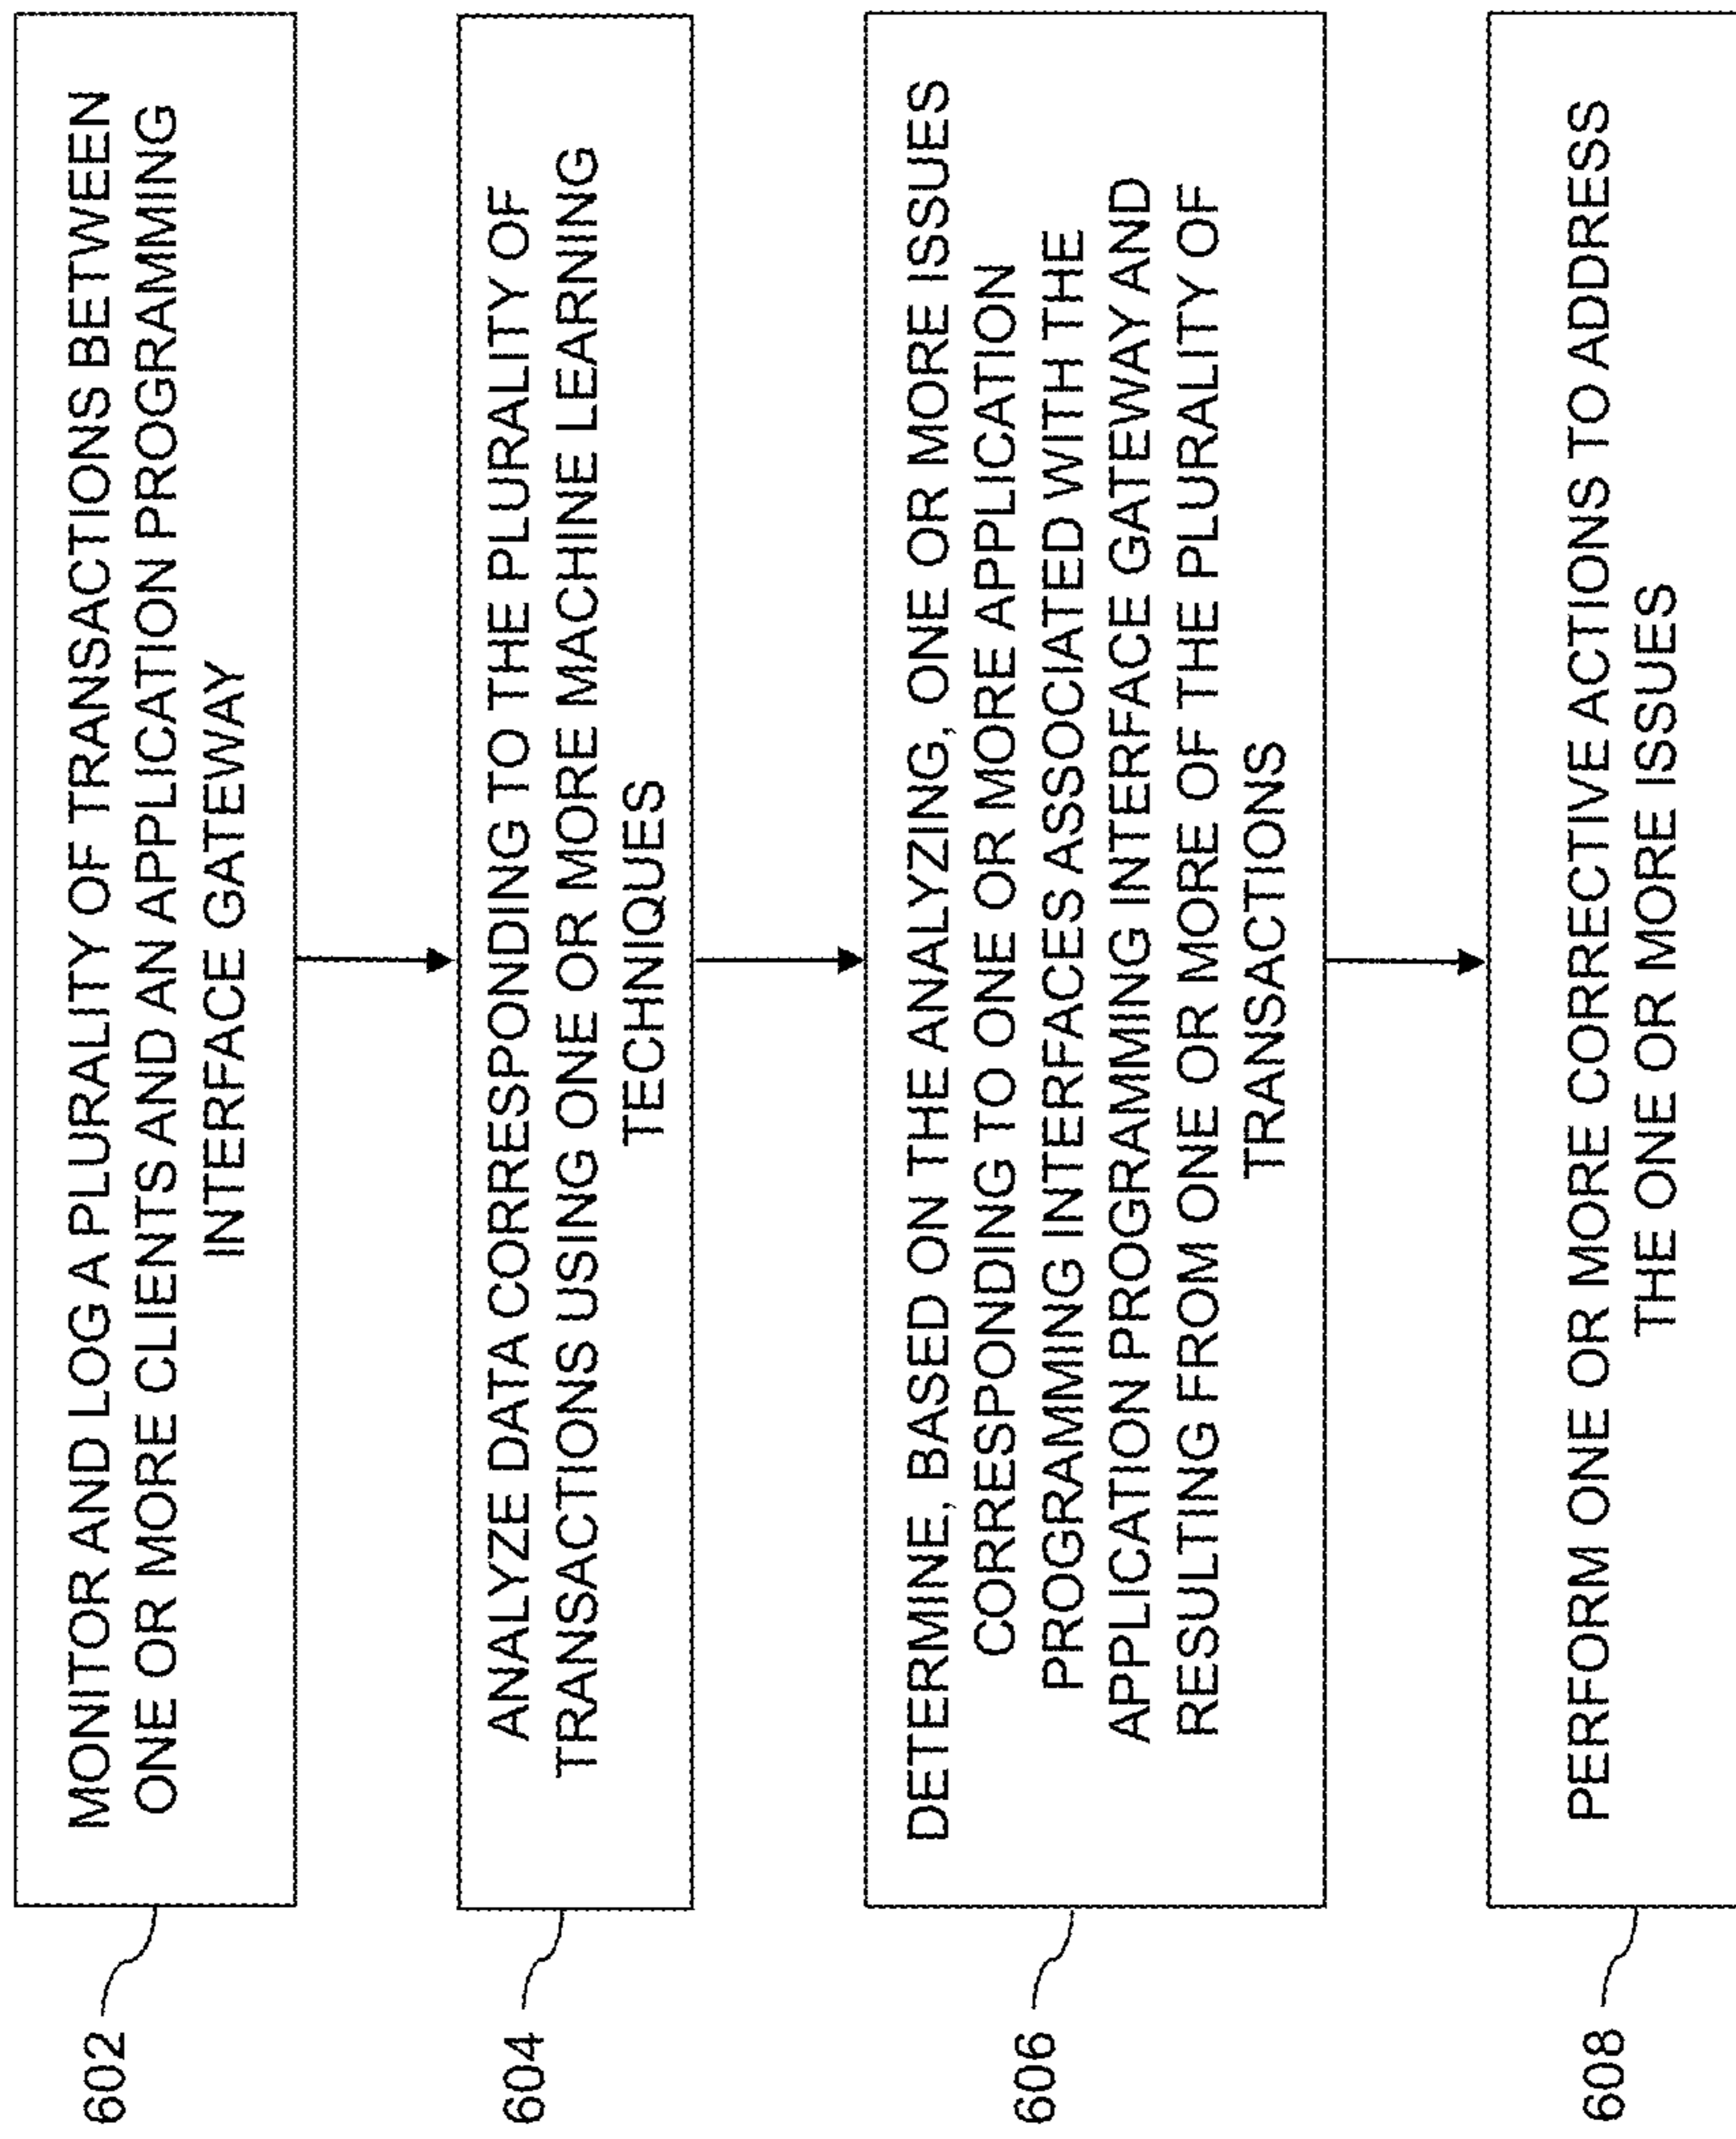 602
MONITOR AND LOG A PLURALITY OF TRANSACTIONS BETWEEN
ONE OR MORE CLIENTS AND AN APPLICATION PROGRAMMING
INTERFACE GATEWAY
604
ANALYZE DATA CORRESPONDING TO THE PLURALITY OF
TRANSACTIONS USING ONE OR MORE MACHINE LEARNING
TECHNIQUES
606
DETERMINE, BASED ON THE ANALYZING, ONE OR MORE ISSUES
CORRESPONDING TO ONE OR MORE APPLICATION
PROGRAMMING INTERFACES ASSOCIATED WITH THE
APPLICATION PROGRAMMING INTERFACE GATEWAY AND
RESULTING FROM ONE OR MORE OF THE PLURALITY OF
TRANSACTIONS
608
PERFORM ONE OR MORE CORRECTIVE ACTIONS TO ADDRESS
THE ONE OR MORE ISSUES